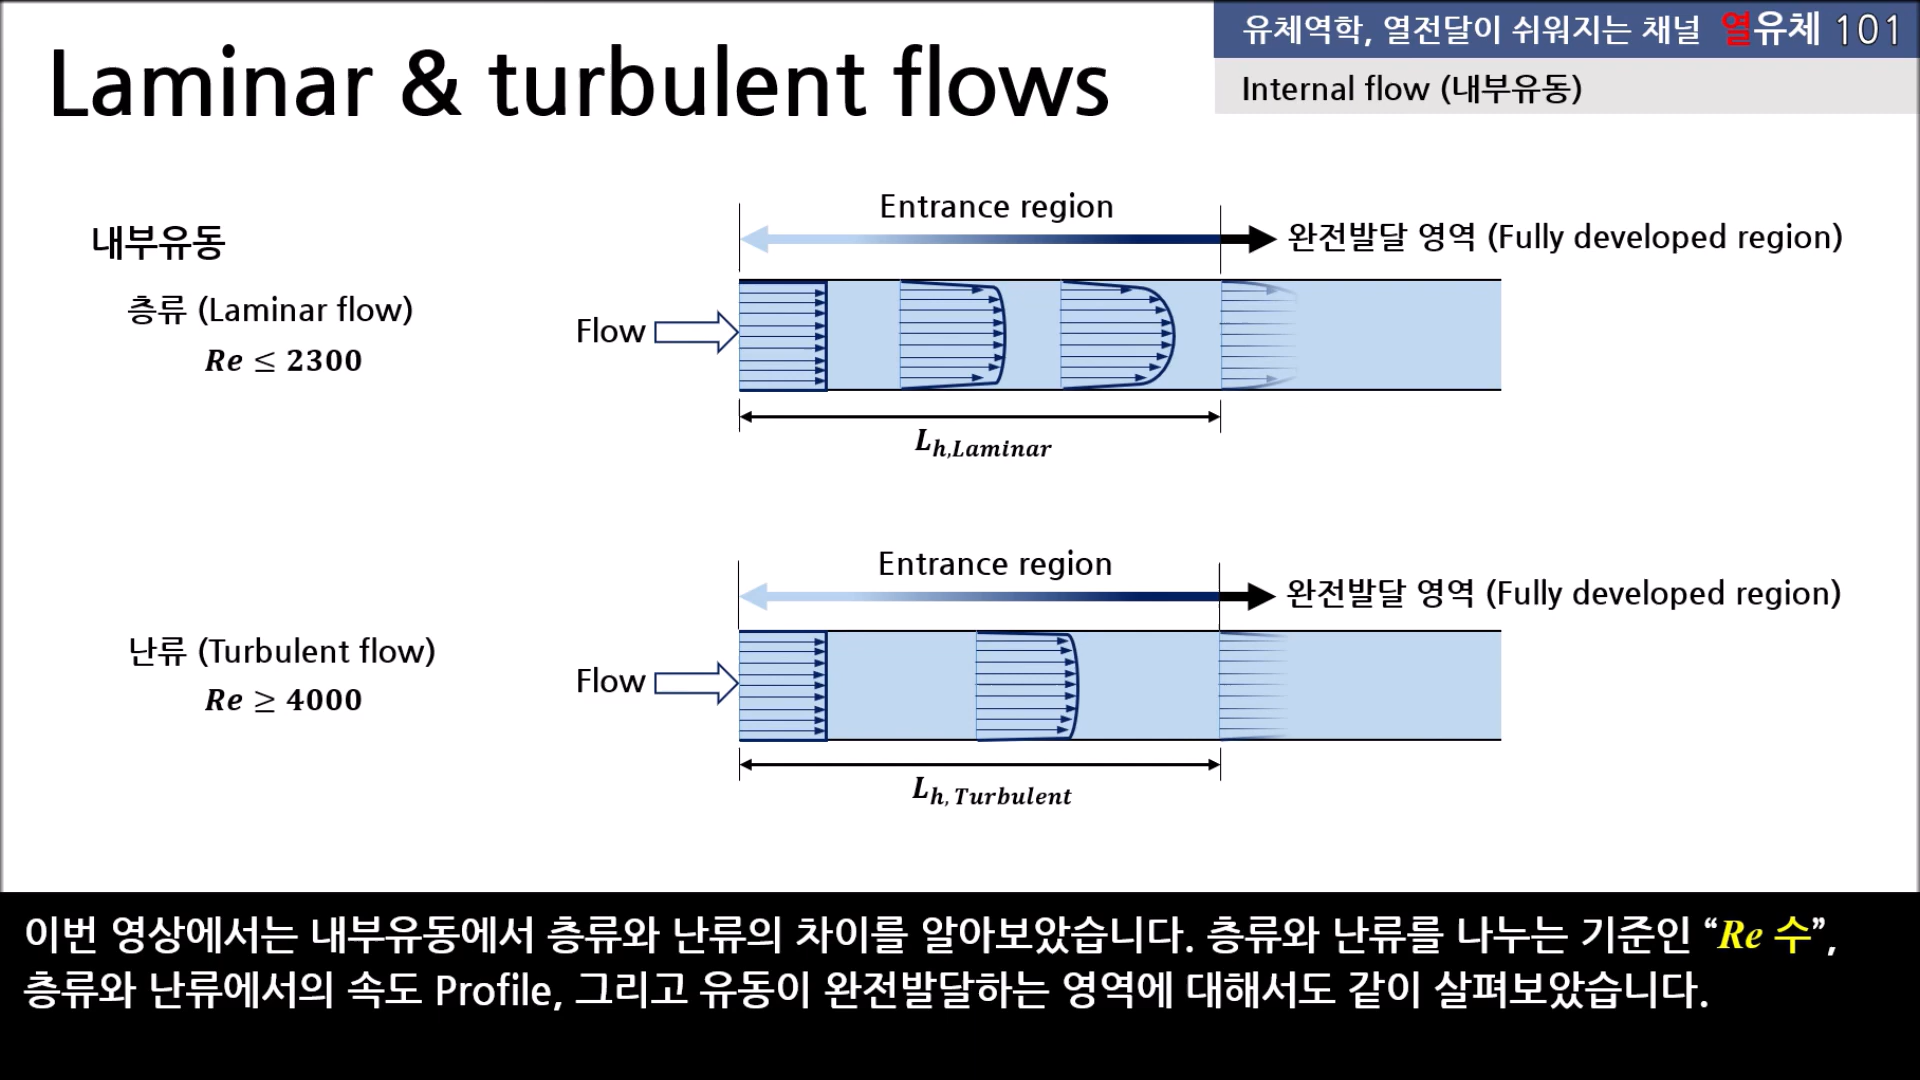 유체역학, 열전달이 쉬워지는 채널 열유체 101
Laminar & turbulent flows
Internal flow (내부유동)
Entrance region
내부유동
완전발달 영역 (Fully developed region)
층류 (Laminar flow)
Flow
Re ≤ 2300
L_{h,Laminar}
Entrance region
완전발달 영역 (Fully developed region)
난류 (Turbulent flow)
Flow
Re ≥ 4000
L_{h,Turbulent}
이번 영상에서는 내부유동에서 층류와 난류의 차이를 알아보았습니다. 층류와 난류를 나누는 기준인 “Re 수”,
층류와 난류에서의 속도 Profile, 그리고 유동이 완전발달하는 영역에 대해서도 같이 살펴보았습니다.